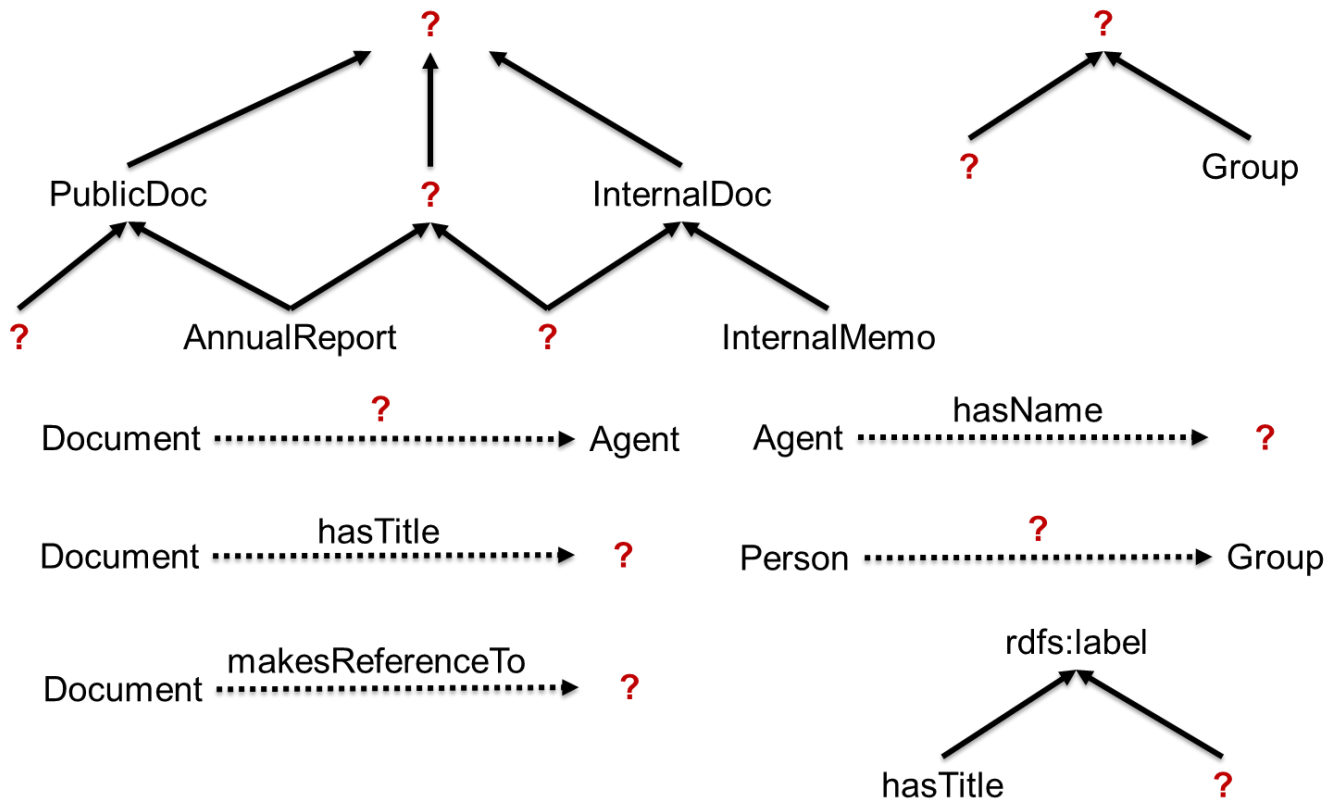 ? ?
PublicDoc ? InternalDoc ? Group
? AnnualReport ? InternalMemo
?
Document Agent
hasName
Agent ?
hasTitle
Document ?
?
Person Group
makesReferenceTo
Document ?
rdfs:label
hasTitle ?